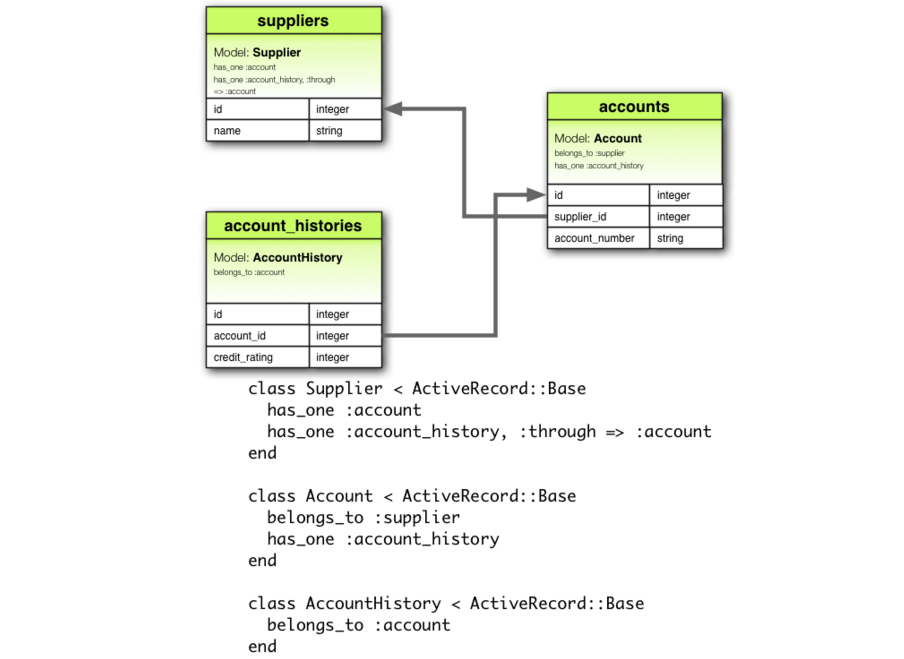 suppliers
Model: Supplier
has_one :account
has_one :account_history, :through
=> :account
id integer
name string
accounts
Model: Account
belongs_to :supplier
has_one :account_history
id integer
supplier_id integer
account_number string
account_histories
Model: AccountHistory
belongs_to :account
id integer
account_id integer
credit_rating integer
class Supplier < ActiveRecord::Base
  has_one :account
  has_one :account_history, :through => :account
end

class Account < ActiveRecord::Base
  belongs_to :supplier
  has_one :account_history
end

class AccountHistory < ActiveRecord::Base
  belongs_to :account
end